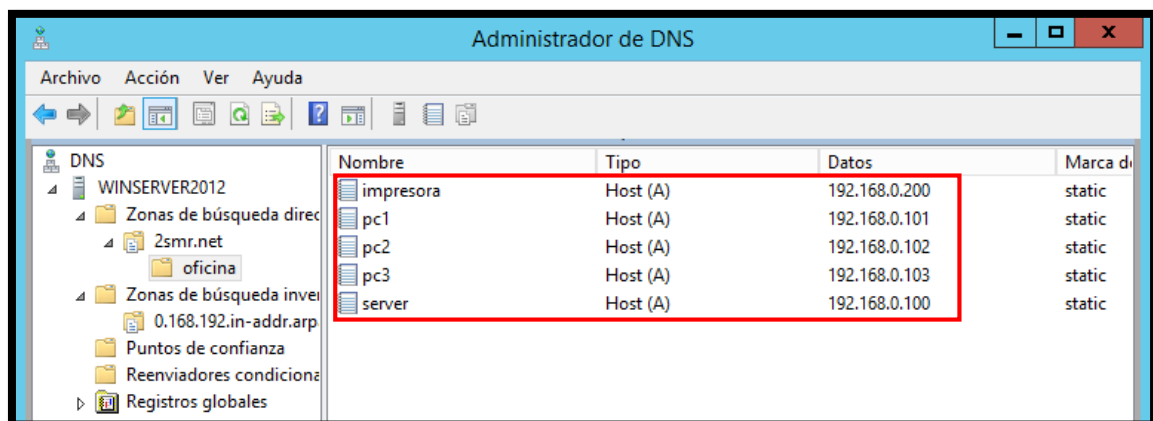 Administrador de DNS
Archivo Acción Ver Ayuda
DNS
WINSERVER2012
Zonas de búsqueda direc
2smr.net
oficina
Zonas de búsqueda inver
0.168.192.in-addr.arp
Puntos de confianza
Reenviadores condiciona
Registros globales
Nombre Tipo Datos Marca de
impresora Host (A) 192.168.0.200 static
pc1 Host (A) 192.168.0.101 static
pc2 Host (A) 192.168.0.102 static
pc3 Host (A) 192.168.0.103 static
server Host (A) 192.168.0.100 static